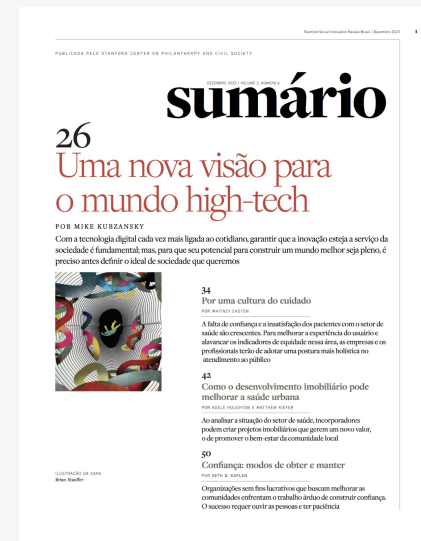 Stanford Social Innovation Review Brasil / Dezembro 2023
3
PUBLICADA PELO STANFORD CENTER ON PHILANTHROPY AND CIVIL SOCIETY
DEZEMBRO 2023 / VOLUME 2, NÚMERO 6
sumário
26
Uma nova visão para
o mundo high-tech
POR MIKE KUBZANSKY
Com a tecnologia digital cada vez mais ligada ao cotidiano, garantir que a inovação esteja a serviço da
sociedade é fundamental; mas, para que seu potencial para construir um mundo melhor seja pleno, é
preciso antes definir o ideal de sociedade que queremos
34
Por uma cultura do cuidado
POR WHITNEY EASTON
A falta de confiança e a insatisfação dos pacientes com o setor de
saúde são crescentes. Para melhorar a experiência do usuário e
alavancar os indicadores de equidade nessa área, as empresas e os
profissionais terão de adotar uma postura mais holística no
atendimento ao público
42
Como o desenvolvimento imobiliário pode
melhorar a saúde urbana
POR ADELE HOUGHTON E MATTHEW KIEFER
Ao analisar a situação do setor de saúde, incorporadores
podem criar projetos imobiliários que gerem um novo valor,
o de promover o bem-estar da comunidade local
50
Confiança: modos de obter e manter
POR SETH D. KAPLAN
Organizações sem fins lucrativos que buscam melhorar as
comunidades enfrentam o trabalho árduo de construir confiança.
O sucesso requer ouvir as pessoas e ter paciência
ILUSTRAÇÃO DA CAPA
Brian Stauffer